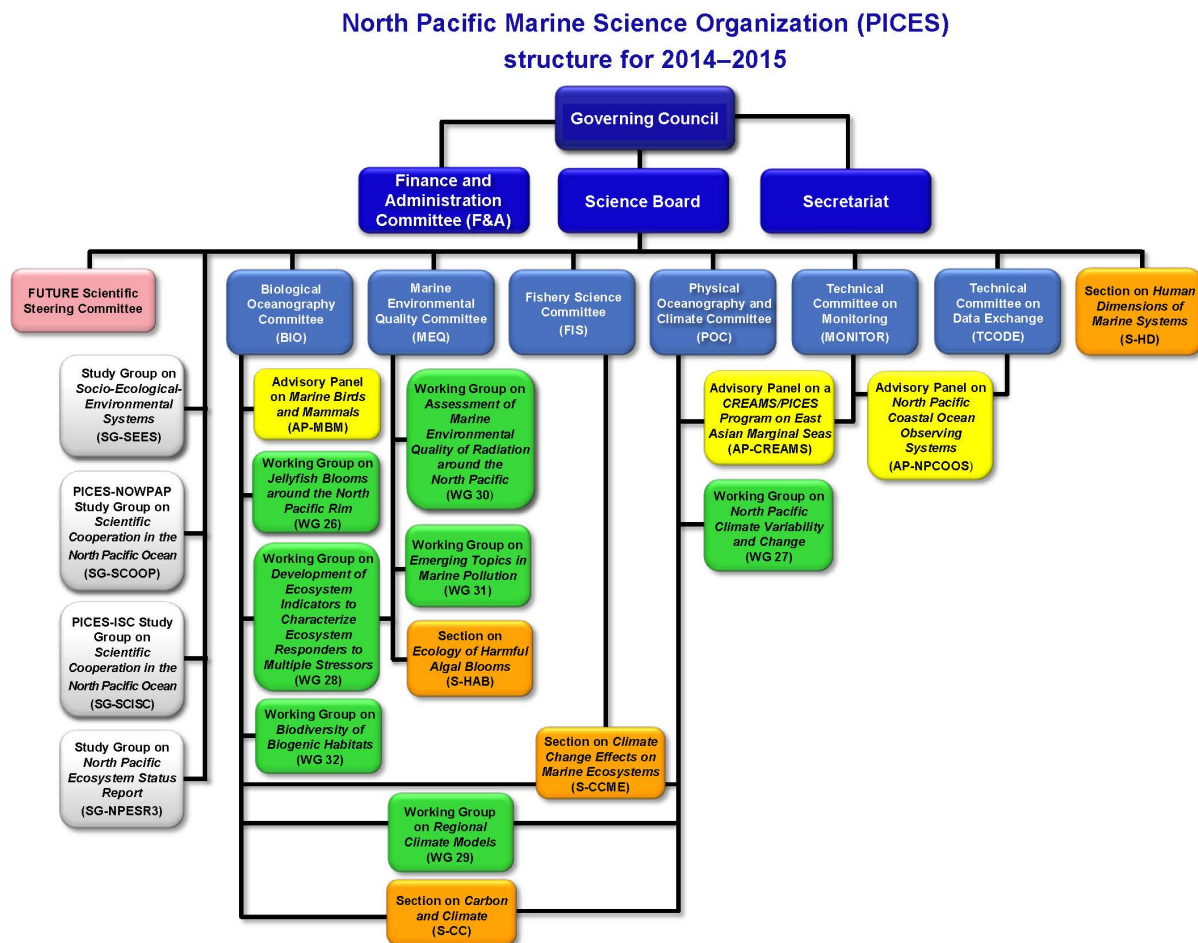 North Pacific Marine Science Organization (PICES)
structure for 2014–2015
Governing Council
Finance and
Administration
Committee (F&A)
Science Board
Secretariat
FUTURE Scientific
Steering Committee
Biological
Oceanography
Committee
(BIO)
Marine
Environmental
Quality Committee
(MEQ)
Fishery Science
Committee
(FIS)
Physical
Oceanography and
Climate Committee
(POC)
Technical
Committee on
Monitoring
(MONITOR)
Technical
Committee on
Data Exchange
(TCODE)
Section on Human
Dimensions of
Marine Systems
(S-HD)
Study Group on
Socio-Ecological-
Environmental
Systems
(SG-SEES)
PICES-NOWPAP
Study Group on
Scientific
Cooperation in the
North Pacific Ocean
(SG-SCOOP)
PICES-ISC Study
Group on
Scientific
Cooperation in the
North Pacific Ocean
(SG-SCISC)
Study Group on
North Pacific
Ecosystem Status
Report
(SG-NPESR3)
Advisory Panel
on Marine Birds
and Mammals
(AP-MBM)
Working Group on
Jellyfish Blooms
around the North
Pacific Rim
(WG 26)
Working Group on
Development of
Ecosystem
Indicators to
Characterize
Ecosystem
Responders to
Multiple Stressors
(WG 28)
Working Group on
Biodiversity of
Biogenic Habitats
(WG 32)
Working Group on
Assessment of
Marine
Environmental
Quality of Radiation
around the
North Pacific
(WG 30)
Working Group on
Emerging Topics in
Marine Pollution
(WG 31)
Section on
Ecology of Harmful
Algal Blooms
(S-HAB)
Advisory Panel on a
CREAMS/PICES
Program on East
Asian Marginal Seas
(AP-CREAMS)
Advisory Panel on
North Pacific
Coastal Ocean
Observing
Systems
(AP-NPCOOS)
Working Group on
North Pacific
Climate Variability
and Change
(WG 27)
Section on Climate
Change Effects on
Marine Ecosystems
(S-CCME)
Working Group
on Regional
Climate Models
(WG 29)
Section on Carbon
and Climate
(S-CC)